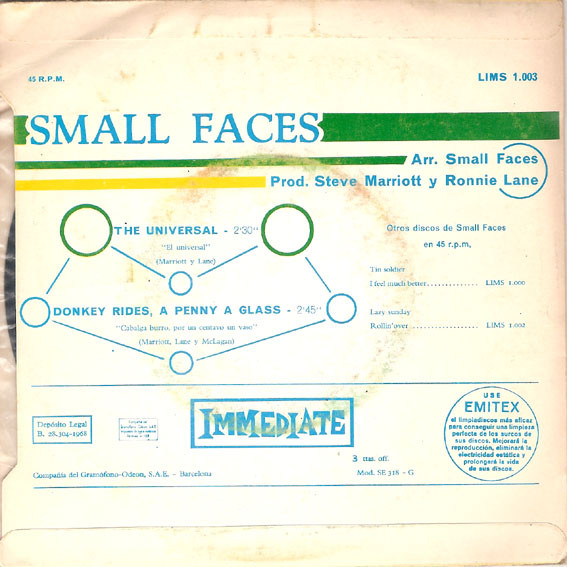 45 R.P.M.
LIMS 1.003
SMALL FACES
Arr. Small Faces
Prod. Steve Marriott y Ronnie Lane
THE UNIVERSAL - 2'30"
"El universal"
(Marriott y Lane)
DONKEY RIDES, A PENNY A GLASS - 2'45"
"Cabalga burro, por un centavo un vaso"
(Marriott, Lane y McLagan)
Otros discos de Small Faces
en 45 r.p.m,
Tin soldier
I feel much better.............. LIMS 1.000
Lazy sunday
Rollin'over ..................... LIMS 1.002
Depósito Legal
B. 28.304-1968
IMMEDIATE
USE
EMITEX
el limpiadiscos más eficaz
para conseguir una limpieza
perfecta de los surcos de
sus discos. Mejorará la
reproducción, eliminará la
electricidad estática y
prolongará la vida
de sus discos.
Compañía del Gramófono-Odeon, S.A.E. – Barcelona
3 ttas. off.
Mod. SE 318 - G